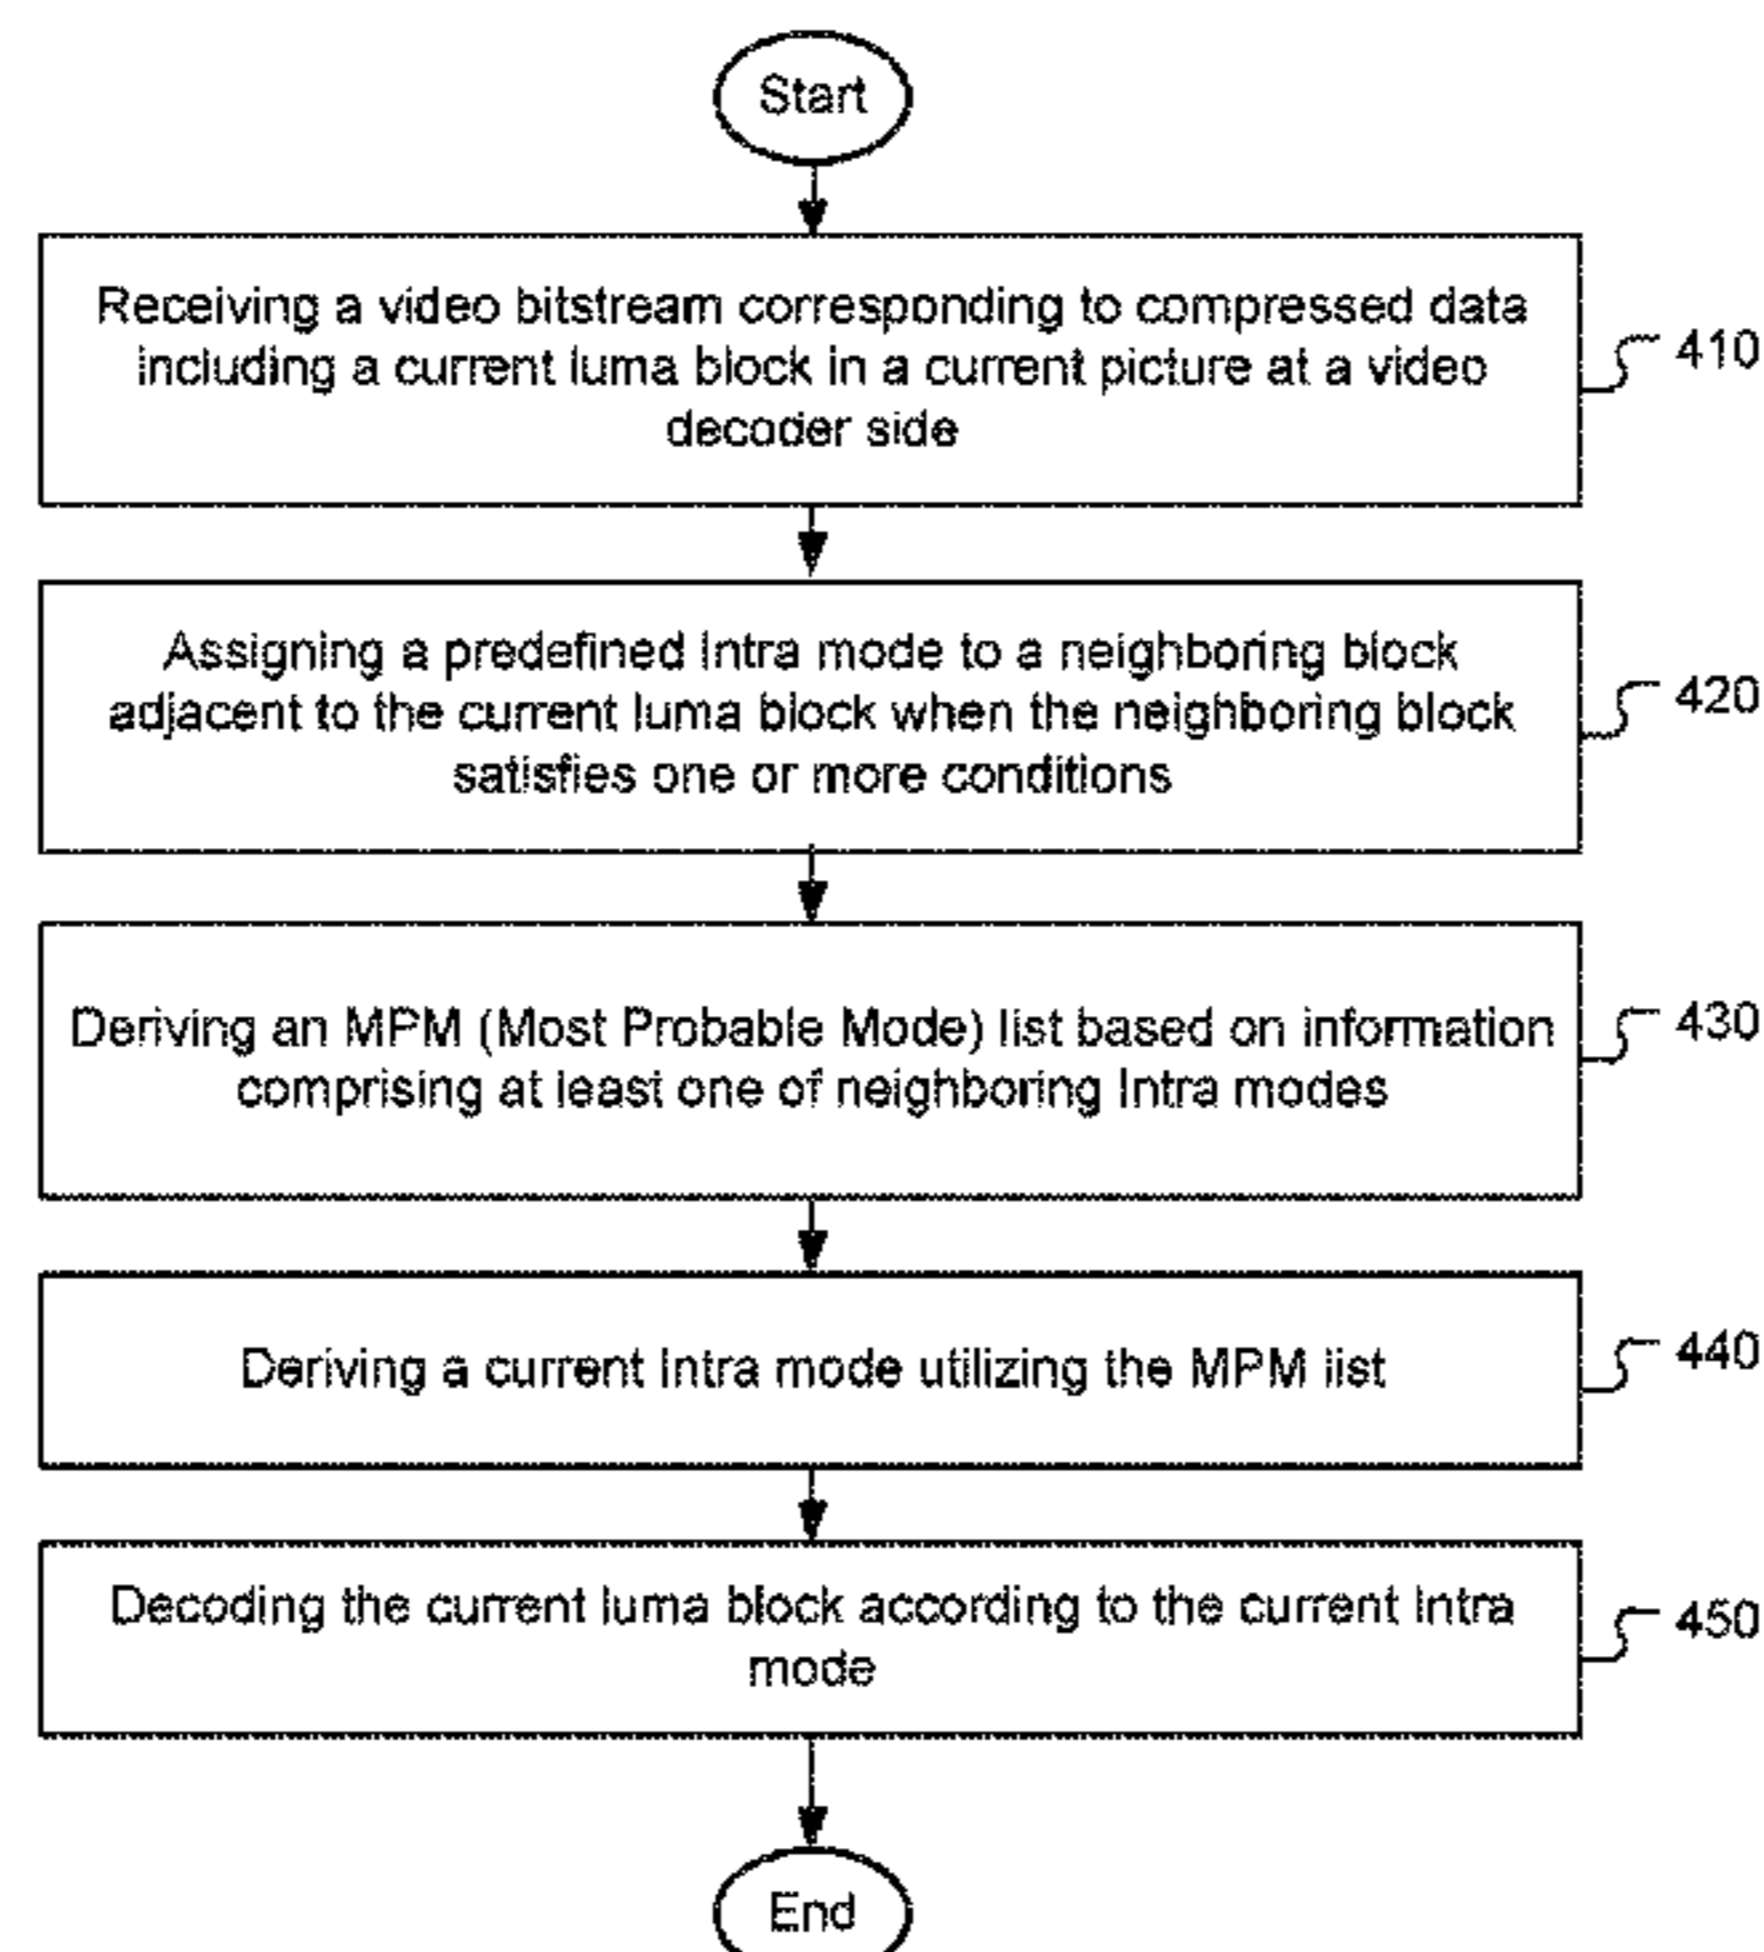 Start
Receiving a video bitstream corresponding to compressed data
including a current luma block in a current picture at a video
decoder side
410
Assigning a predefined Intra mode to a neighboring block
adjacent to the current luma block when the neighboring block
satisfies one or more conditions
420
Deriving an MPM (Most Probable Mode) list based on information
comprising at least one of neighboring Intra modes
430
Deriving a current Intra mode utilizing the MPM list
440
Decoding the current luma block according to the current Intra
mode
450
End